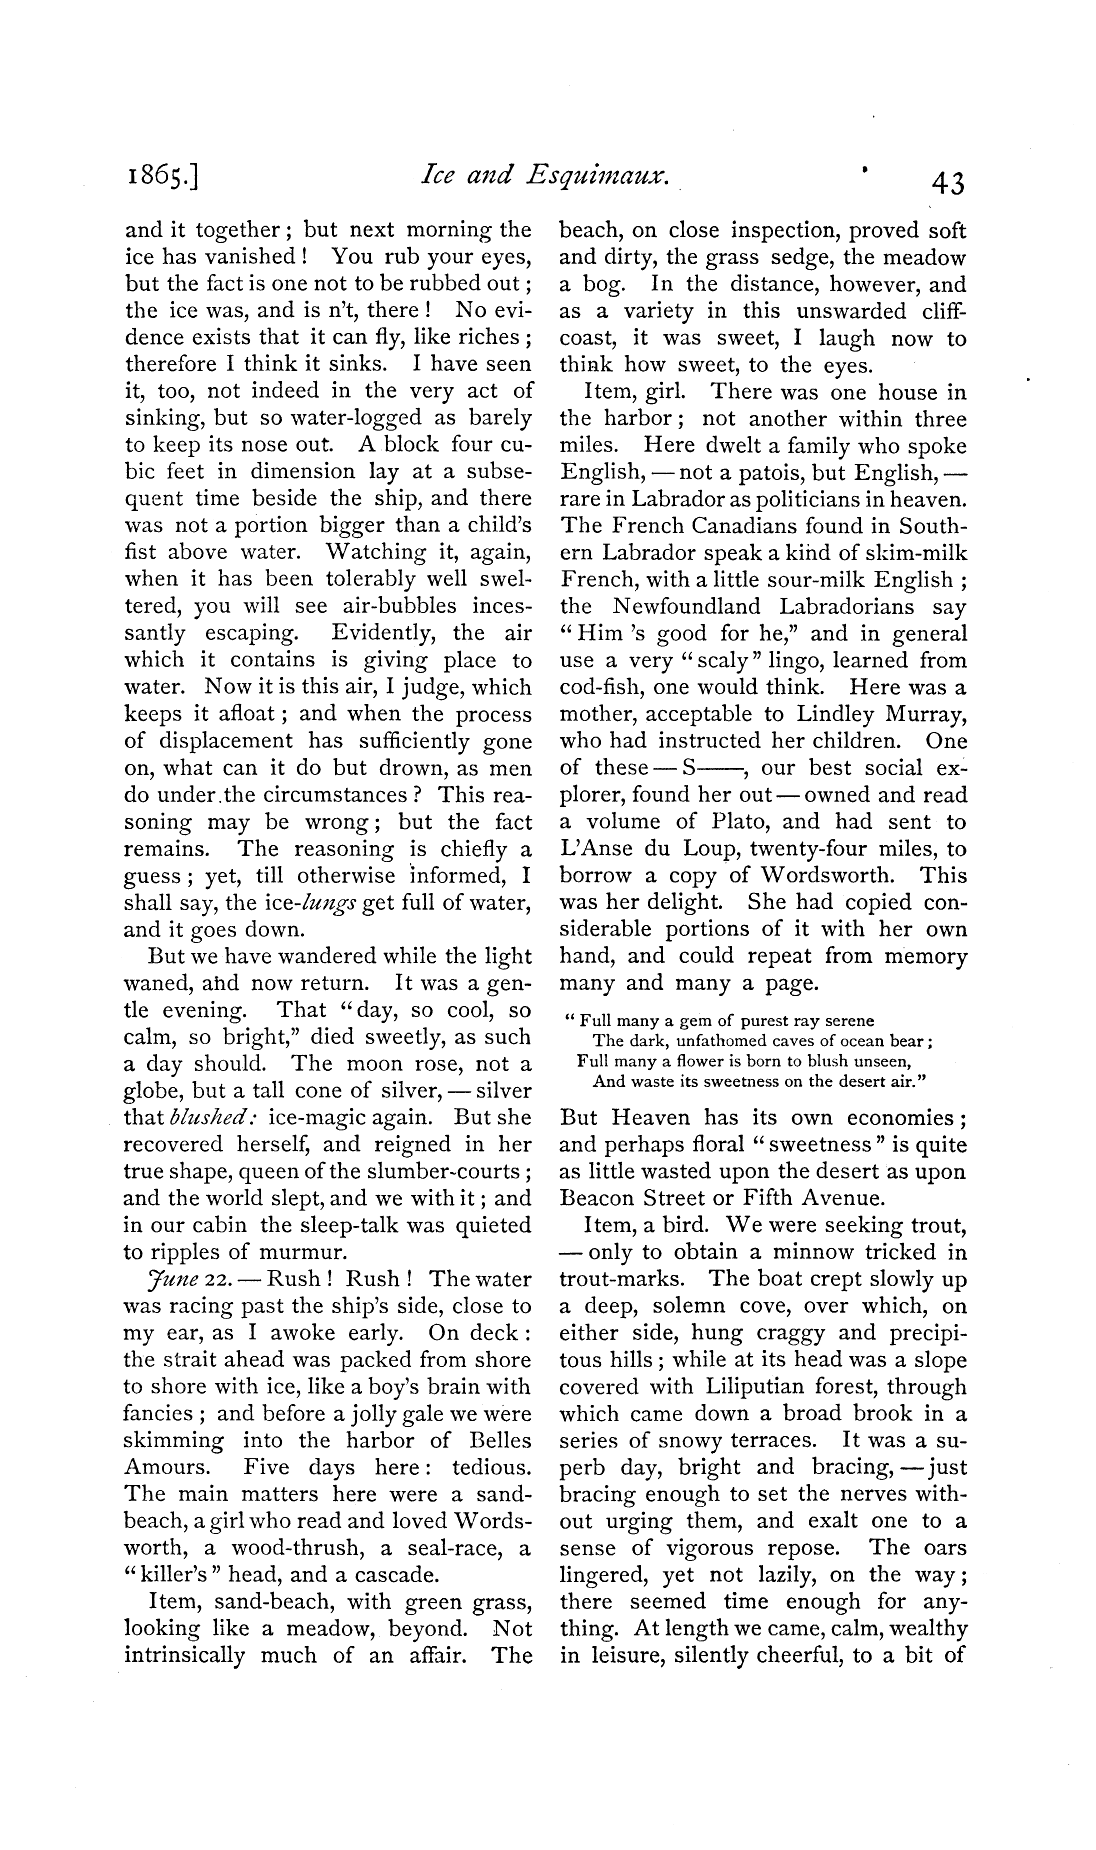 1865.] Ice and Esquimaux. 43
and it together ; but next morning the
ice has vanished ! You rub your eyes,
but the fact is one not to be rubbed out ;
the ice was, and is n't, there ! No evi-
dence exists that it can fly, like riches ;
therefore I think it sinks. I have seen
it, too, not indeed in the very act of
sinking, but so water-logged as barely
to keep its nose out. A block four cu-
bic feet in dimension lay at a subse-
quent time beside the ship, and there
was not a portion bigger than a child's
fist above water. Watching it, again,
when it has been tolerably well swel-
tered, you will see air-bubbles inces-
santly escaping. Evidently, the air
which it contains is giving place to
water. Now it is this air, I judge, which
keeps it afloat ; and when the process
of displacement has sufficiently gone
on, what can it do but drown, as men
do under the circumstances ? This rea-
soning may be wrong ; but the fact
remains. The reasoning is chiefly a
guess ; yet, till otherwise informed, I
shall say, the ice-lungs get full of water,
and it goes down.
But we have wandered while the light
waned, and now return. It was a gen-
tle evening. That “day, so cool, so
calm, so bright,” died sweetly, as such
a day should. The moon rose, not a
globe, but a tall cone of silver, — silver
that blushed: ice-magic again. But she
recovered herself, and reigned in her
true shape, queen of the slumber-courts ;
and the world slept, and we with it ; and
in our cabin the sleep-talk was quieted
to ripples of murmur.
June 22. — Rush ! Rush ! The water
was racing past the ship's side, close to
my ear, as I awoke early. On deck :
the strait ahead was packed from shore
to shore with ice, like a boy's brain with
fancies ; and before a jolly gale we were
skimming into the harbor of Belles
Amours. Five days here : tedious.
The main matters here were a sand-
beach, a girl who read and loved Words-
worth, a wood-thrush, a seal-race, a
“killer's” head, and a cascade.
Item, sand-beach, with green grass,
looking like a meadow, beyond. Not
intrinsically much of an affair. The
beach, on close inspection, proved soft
and dirty, the grass sedge, the meadow
a bog. In the distance, however, and
as a variety in this unswarded cliff-
coast, it was sweet, I laugh now to
think how sweet, to the eyes.
Item, girl. There was one house in
the harbor ; not another within three
miles. Here dwelt a family who spoke
English, — not a patois, but English, —
rare in Labrador as politicians in heaven.
The French Canadians found in South-
ern Labrador speak a kind of skim-milk
French, with a little sour-milk English ;
the Newfoundland Labradorians say
“Him 's good for he,” and in general
use a very “scaly” lingo, learned from
cod-fish, one would think. Here was a
mother, acceptable to Lindley Murray,
who had instructed her children. One
of these — S——, our best social ex-
plorer, found her out — owned and read
a volume of Plato, and had sent to
L'Anse du Loup, twenty-four miles, to
borrow a copy of Wordsworth. This
was her delight. She had copied con-
siderable portions of it with her own
hand, and could repeat from memory
many and many a page.
“Full many a gem of purest ray serene
The dark, unfathomed caves of ocean bear ;
Full many a flower is born to blush unseen,
And waste its sweetness on the desert air.”
But Heaven has its own economies ;
and perhaps floral “sweetness” is quite
as little wasted upon the desert as upon
Beacon Street or Fifth Avenue.
Item, a bird. We were seeking trout,
— only to obtain a minnow tricked in
trout-marks. The boat crept slowly up
a deep, solemn cove, over which, on
either side, hung craggy and precipi-
tous hills ; while at its head was a slope
covered with Liliputian forest, through
which came down a broad brook in a
series of snowy terraces. It was a su-
perb day, bright and bracing, — just
bracing enough to set the nerves with-
out urging them, and exalt one to a
sense of vigorous repose. The oars
lingered, yet not lazily, on the way ;
there seemed time enough for any-
thing. At length we came, calm, wealthy
in leisure, silently cheerful, to a bit of